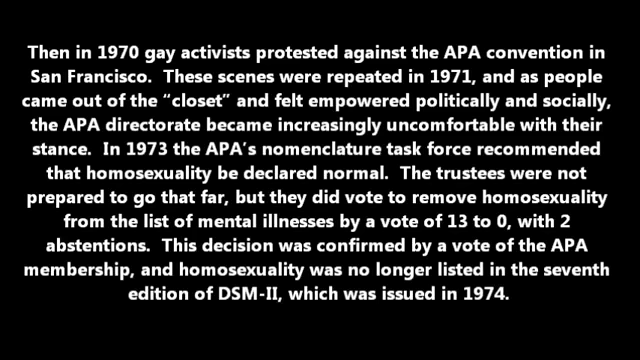 Then in 1970 gay activists protested against the APA convention in
San Francisco.  These scenes were repeated in 1971, and as people
came out of the “closet” and felt empowered politically and socially,
the APA directorate became increasingly uncomfortable with their
stance.  In 1973 the APA’s nomenclature task force recommended
that homosexuality be declared normal.  The trustees were not
prepared to go that far, but they did vote to remove homosexuality
from the list of mental illnesses by a vote of 13 to 0, with 2
abstentions.  This decision was confirmed by a vote of the APA
membership, and homosexuality was no longer listed in the seventh
edition of DSM-II, which was issued in 1974.